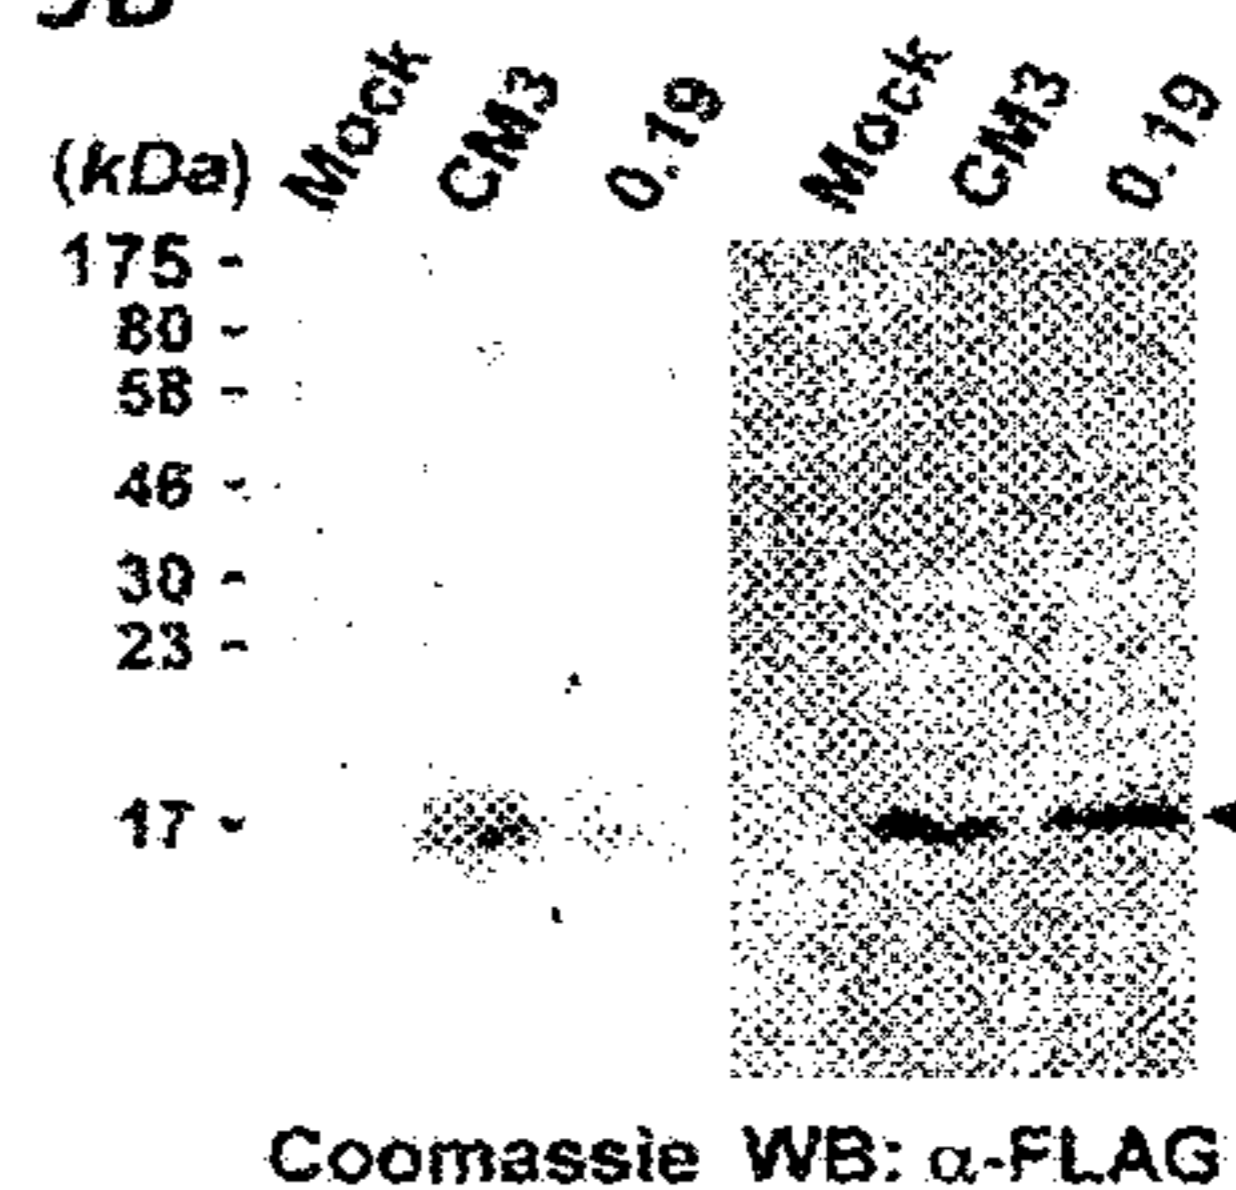 Mock CM3 0.19 Mock CM3 0.19
(kDa)
175 -
80 -
58 -
46 -
30 -
23 -
17 -
Coomassie WB: α-FLAG